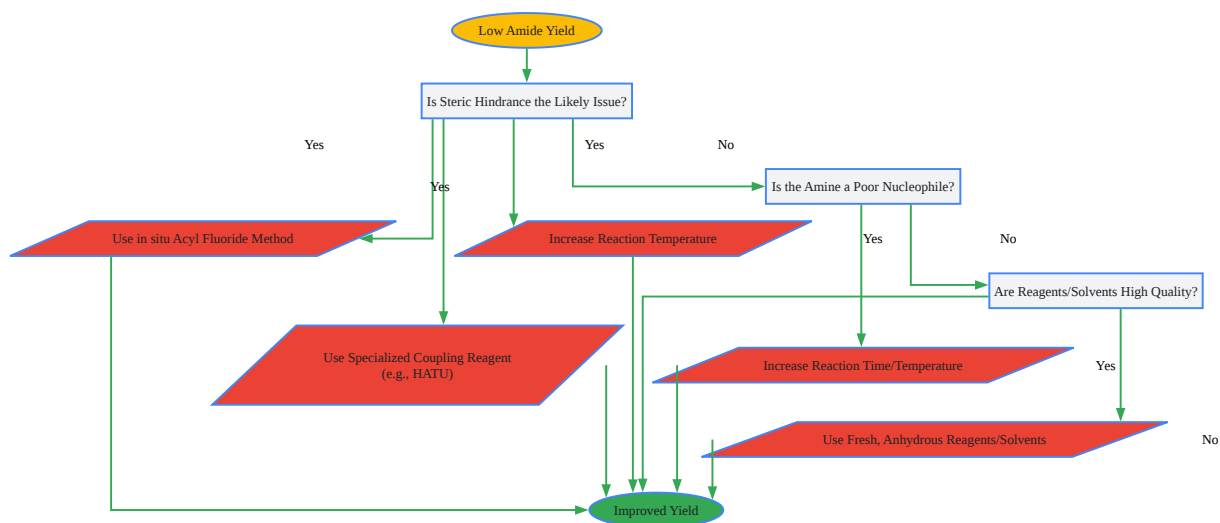 Low Amide Yield
Is Steric Hindrance the Likely Issue?
Yes
Yes
No
Is the Amine a Poor Nucleophile?
Yes
Use in situ Acyl Fluoride Method
Increase Reaction Temperature
Yes
No
Are Reagents/Solvents High Quality?
Use Specialized Coupling Reagent
(e.g., HATU)
Increase Reaction Time/Temperature
Yes
Use Fresh, Anhydrous Reagents/Solvents
No
Improved Yield